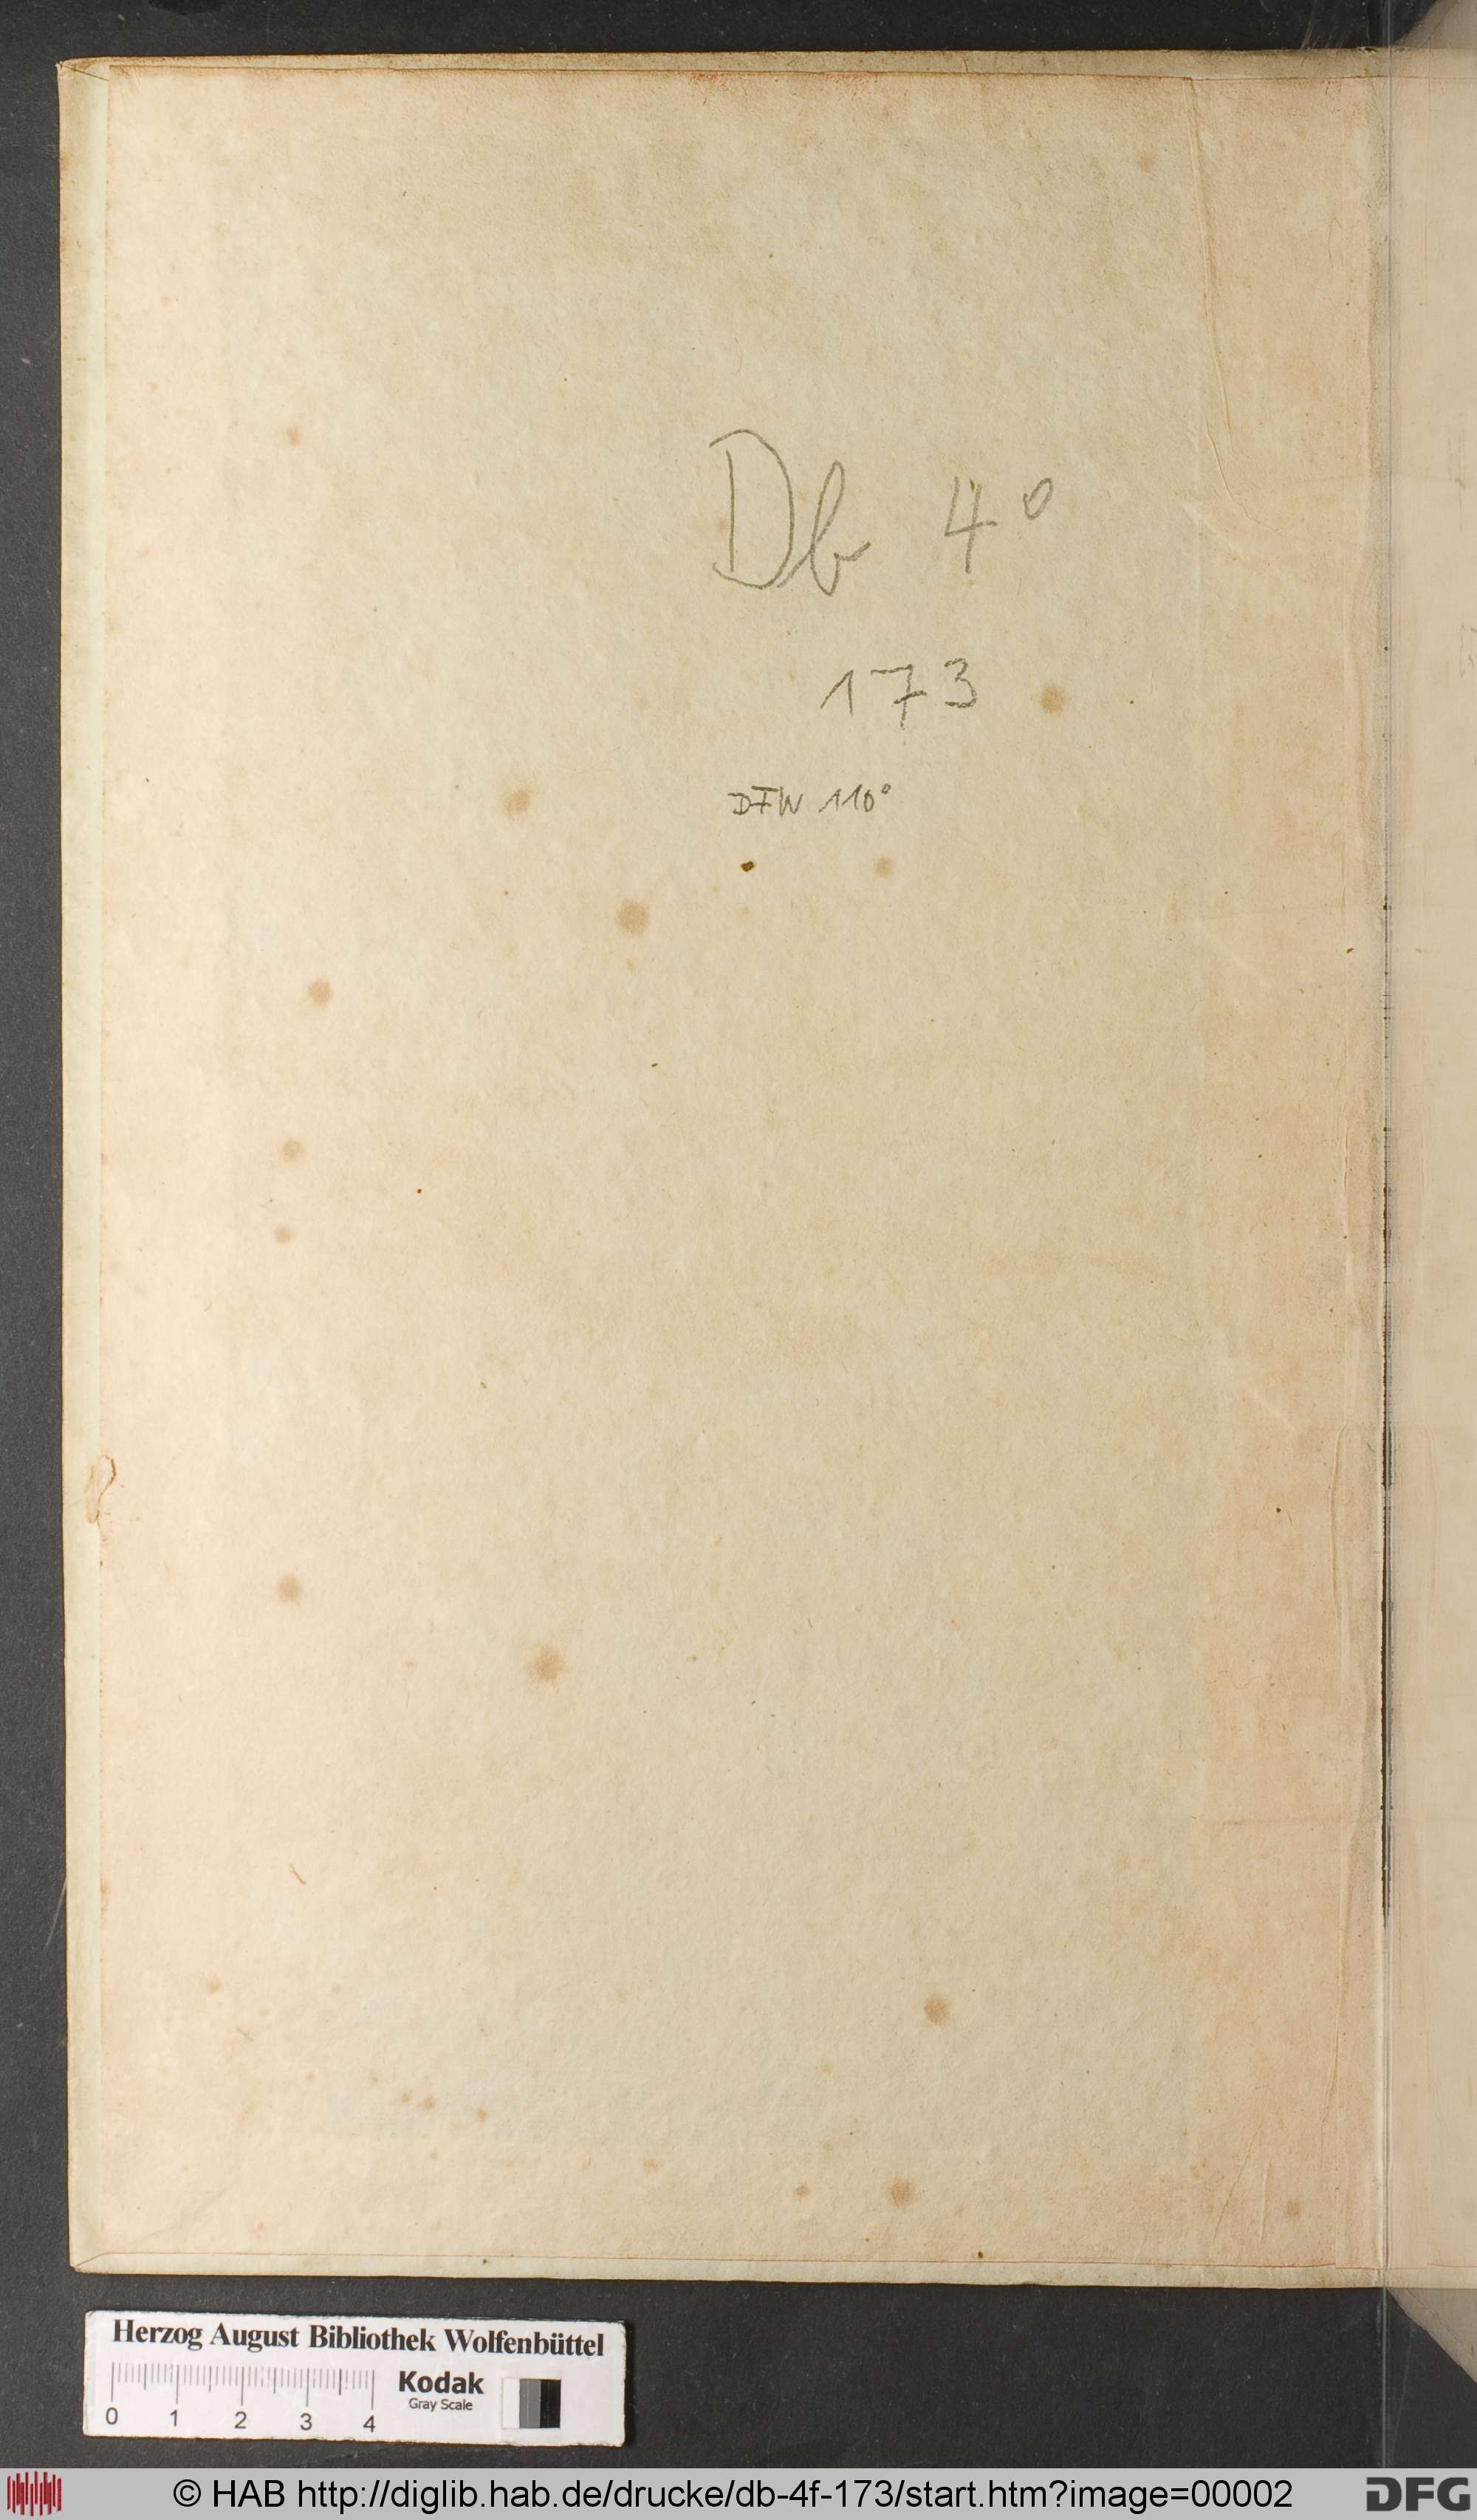 Db 4°
173
DFW 110°
Herzog August Bibliothek Wolfenbüttel
Kodak
Gray Scale
0 1 2 3 4
© HAB http://diglib.hab.de/drucke/db-4f-173/start.htm?image=00002
DFG